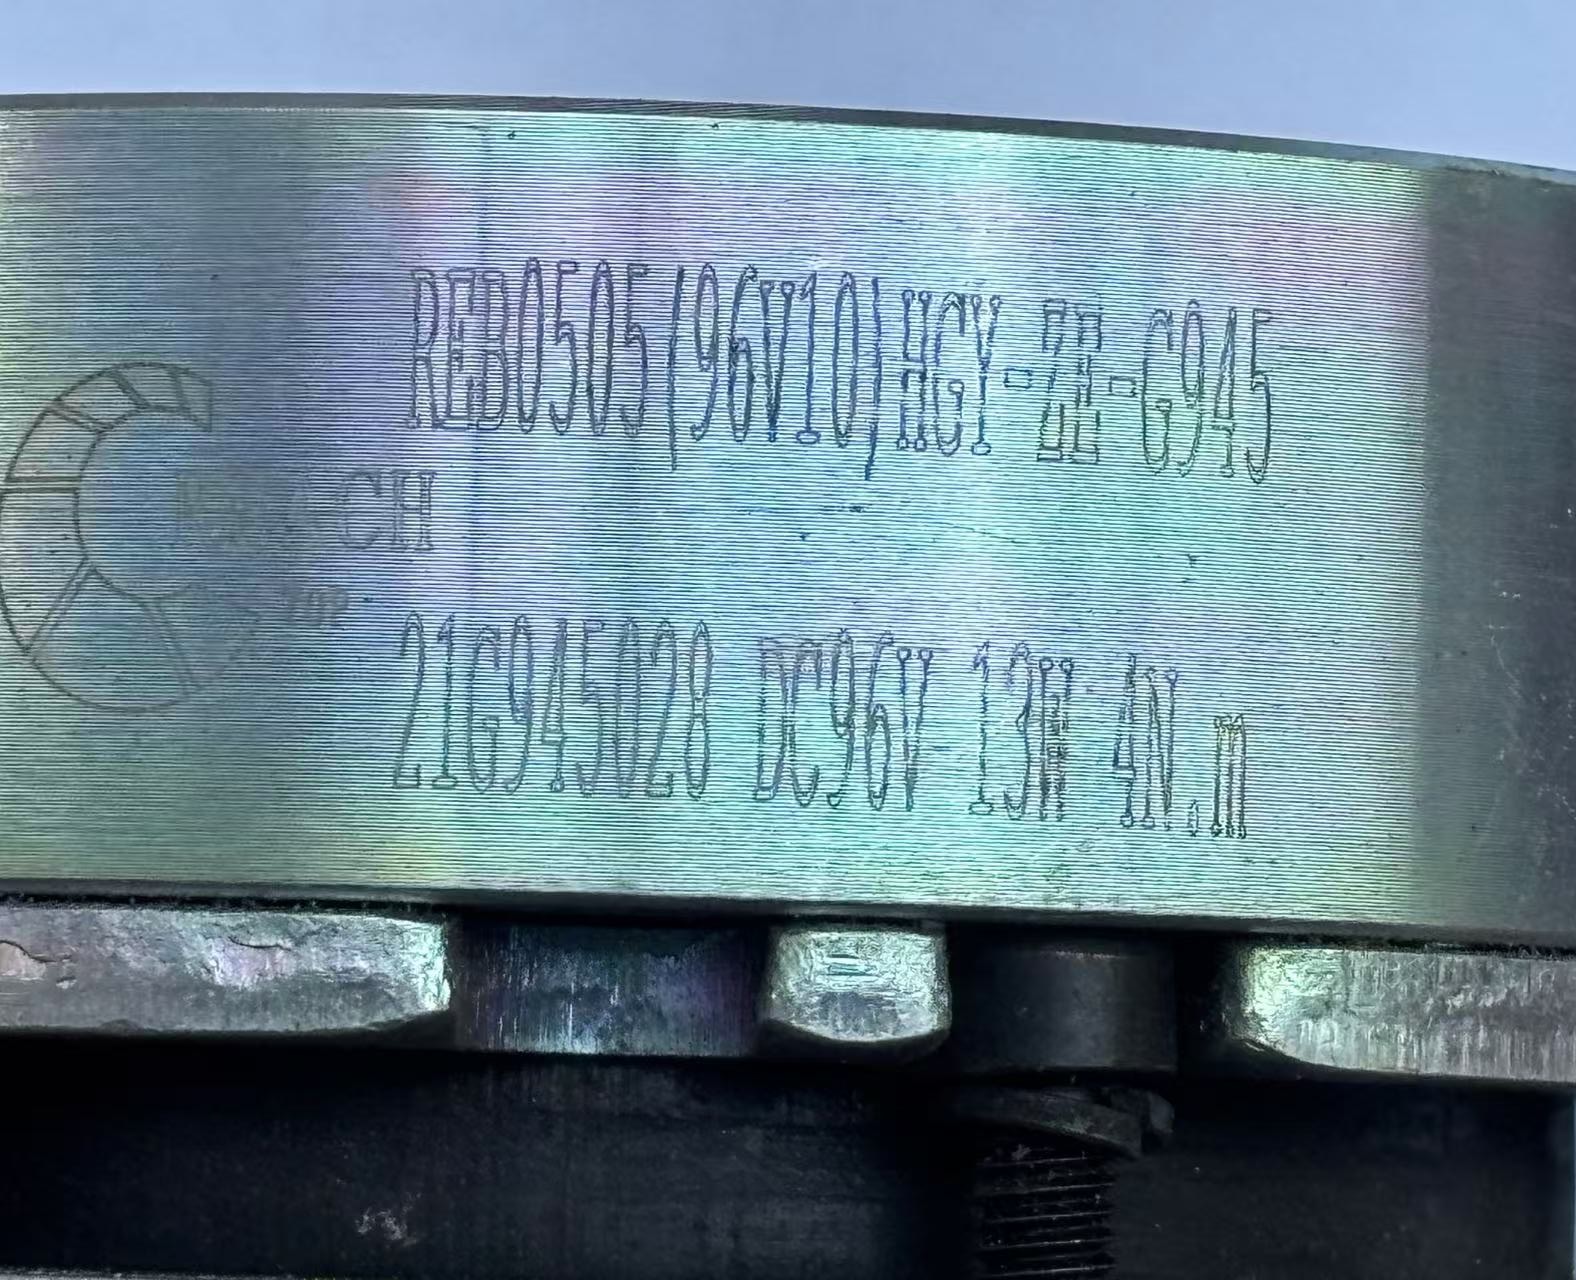 REB0505(96V10)HGY-ZE-G945
21G945028 DC96V 13W 4N.m